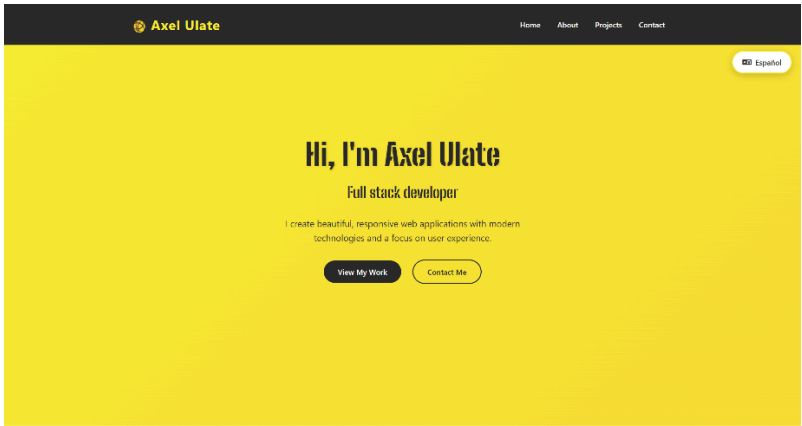 Axel Ulate
Home About Projects Contact
Español
Hi, I'm Axel Ulate
Full stack developer
I create beautiful, responsive web applications with modern
technologies and a focus on user experience.
View My Work Contact Me